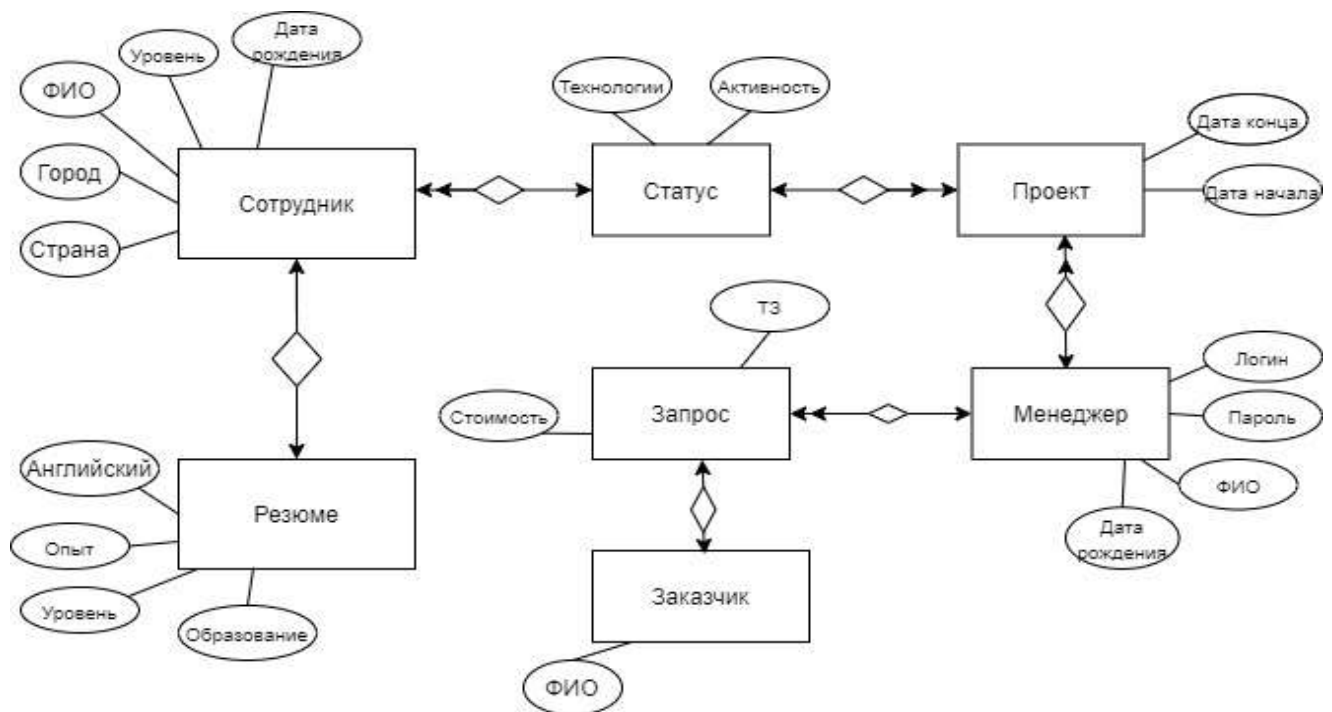 Дата
рождения
Уровень
ФИО
Город
Страна
Сотрудник
Технологии
Активность
Статус
Дата конца
Дата начала
Проект
ТЗ
Стоимость
Запрос
Логин
Пароль
ФИО
Дата
рождения
Менеджер
Английский
Опыт
Уровень
Образование
Резюме
Заказчик
ФИО